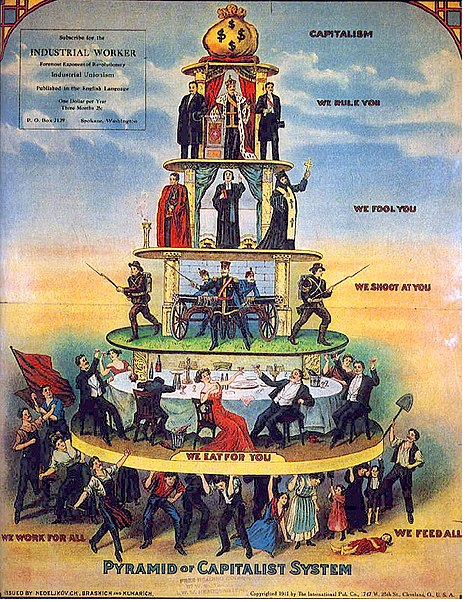 Subscribe for the
INDUSTRIAL WORKER
Foremost Exponent of Revolutionary
Industrial Unionism
Published in the English Language
One Dollar per Year
Three Months 25c
P. O. Box 2129 Spokane, Washington
$ $ $ $
CAPITALISM
WE RULE YOU
WE FOOL YOU
WE SHOOT AT YOU
WE EAT FOR YOU
WE WORK FOR ALL
WE FEED ALL
PYRAMID OF CAPITALIST SYSTEM
ISSUED BY NEDELJKOVICH, BRASHICH AND KUHARICH.
Copyrighted 1911 by The International Pub. Co., 747 W. 25th St., Cleveland, O., U. S. A.